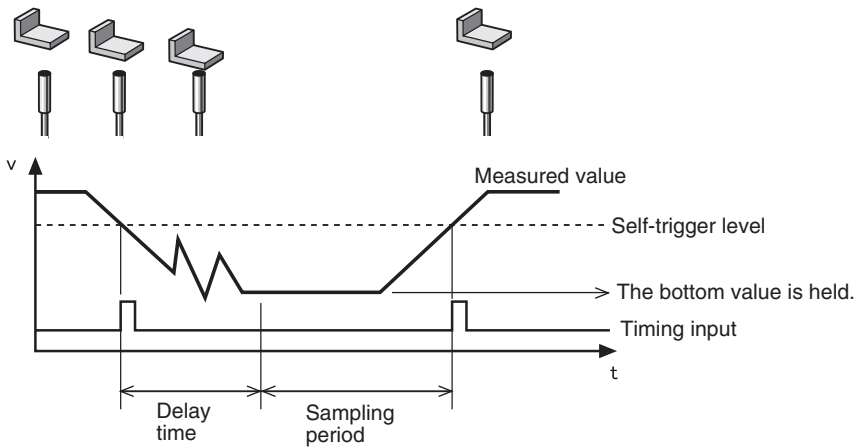 v
Measured value
Self-trigger level
The bottom value is held.
Timing input
t
Delay
time
Sampling
period